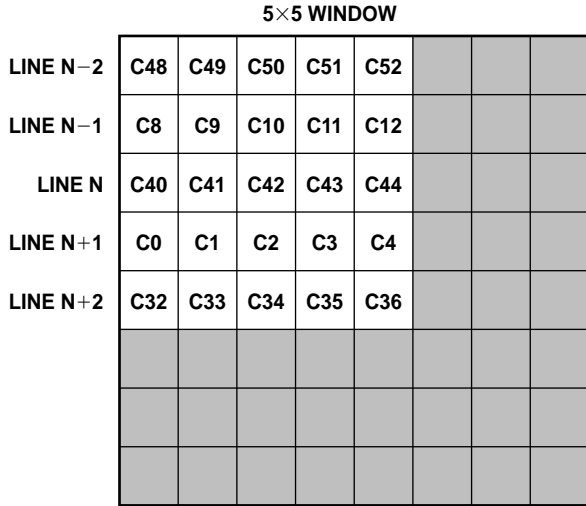 5×5 WINDOW
LINE N−2 C48 C49 C50 C51 C52
LINE N−1 C8 C9 C10 C11 C12
LINE N C40 C41 C42 C43 C44
LINE N+1 C0 C1 C2 C3 C4
LINE N+2 C32 C33 C34 C35 C36